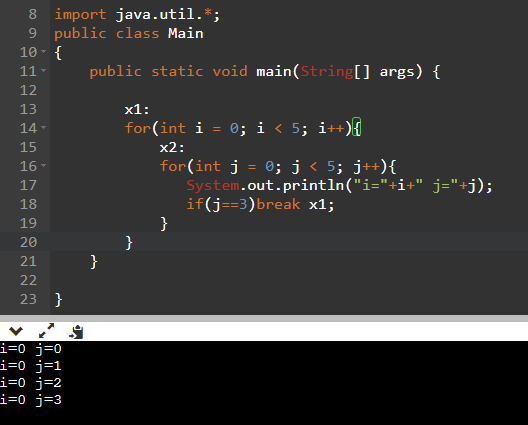 8 import java.util.*;
9 public class Main
10 {
11 public static void main(String[] args) {
12
13 x1:
14 for(int i = 0; i < 5; i++){
15 x2:
16 for(int j = 0; j < 5; j++){
17 System.out.println("i="+i+" j="+j);
18 if(j==3)break x1;
19 }
20 }
21 }
22
23 }
i=0 j=0
i=0 j=1
i=0 j=2
i=0 j=3